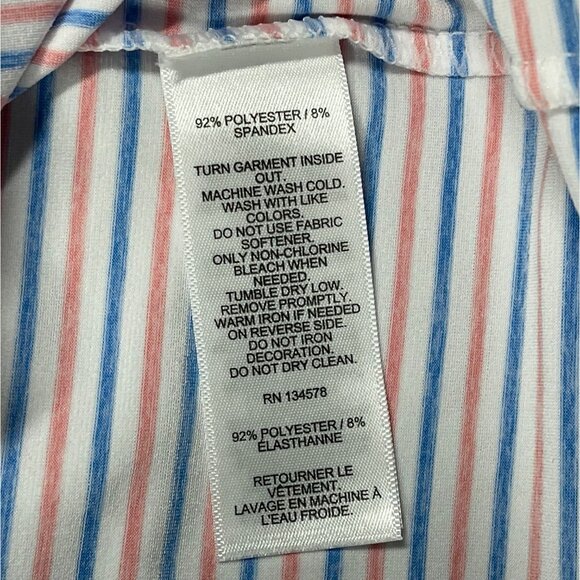 92% POLYESTER / 8%
SPANDEX
TURN GARMENT INSIDE
OUT.
MACHINE WASH COLD.
WASH WITH LIKE
COLORS.
DO NOT USE FABRIC
SOFTENER.
ONLY NON-CHLORINE
BLEACH WHEN
NEEDED.
TUMBLE DRY LOW.
REMOVE PROMPTLY.
WARM IRON IF NEEDED
ON REVERSE SIDE.
DO NOT IRON
DECORATION.
DO NOT DRY CLEAN.
RN 134578
92% POLYESTER / 8%
ÉLASTHANNE
RETOURNER LE
VÊTEMENT.
LAVAGE EN MACHINE À
L'EAU FROIDE.